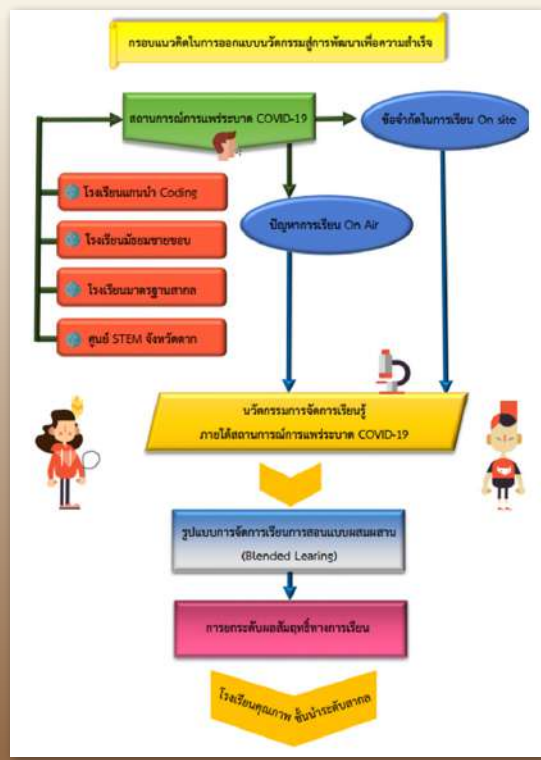 กรอบแนวคิดในการออกแบบนวัตกรรมสู่การพัฒนาเพื่อความสำเร็จ
สถานการณ์การแพร่ระบาด COVID-19
ข้อจำกัดในการเรียน On site
โรงเรียนแกนนำ Coding
โรงเรียนมัธยมชายขอบ
โรงเรียนมาตรฐานสากล
ศูนย์ STEM จังหวัดตาก
ปัญหาการเรียน On Air
นวัตกรรมการจัดการเรียนรู้
ภายใต้สถานการณ์การแพร่ระบาด COVID-19
รูปแบบการจัดการเรียนการสอนแบบผสมผสาน
(Blended Learing)
การยกระดับผลสัมฤทธิ์ทางการเรียน
โรงเรียนคุณภาพ ชั้นนำระดับสากล